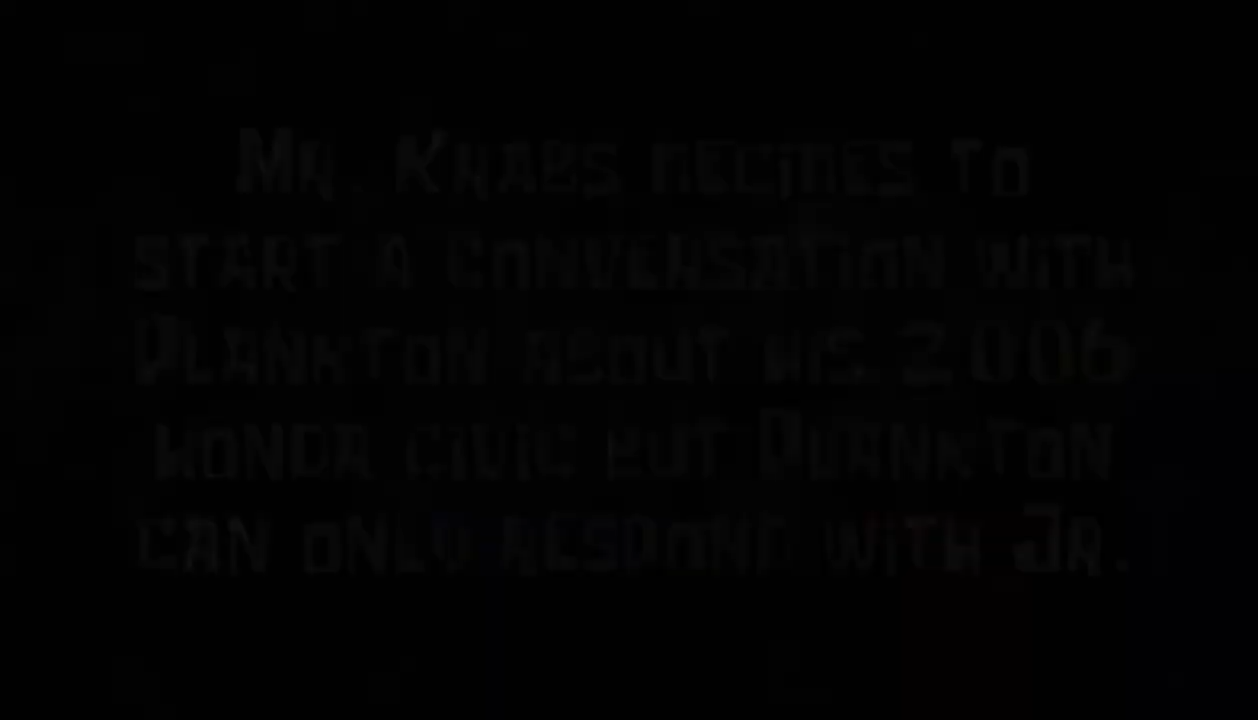 Mr. Krabs decides to
start a conversation with
Plankton about his 2006
Honda Civic but Plankton
can only respond with Ja.